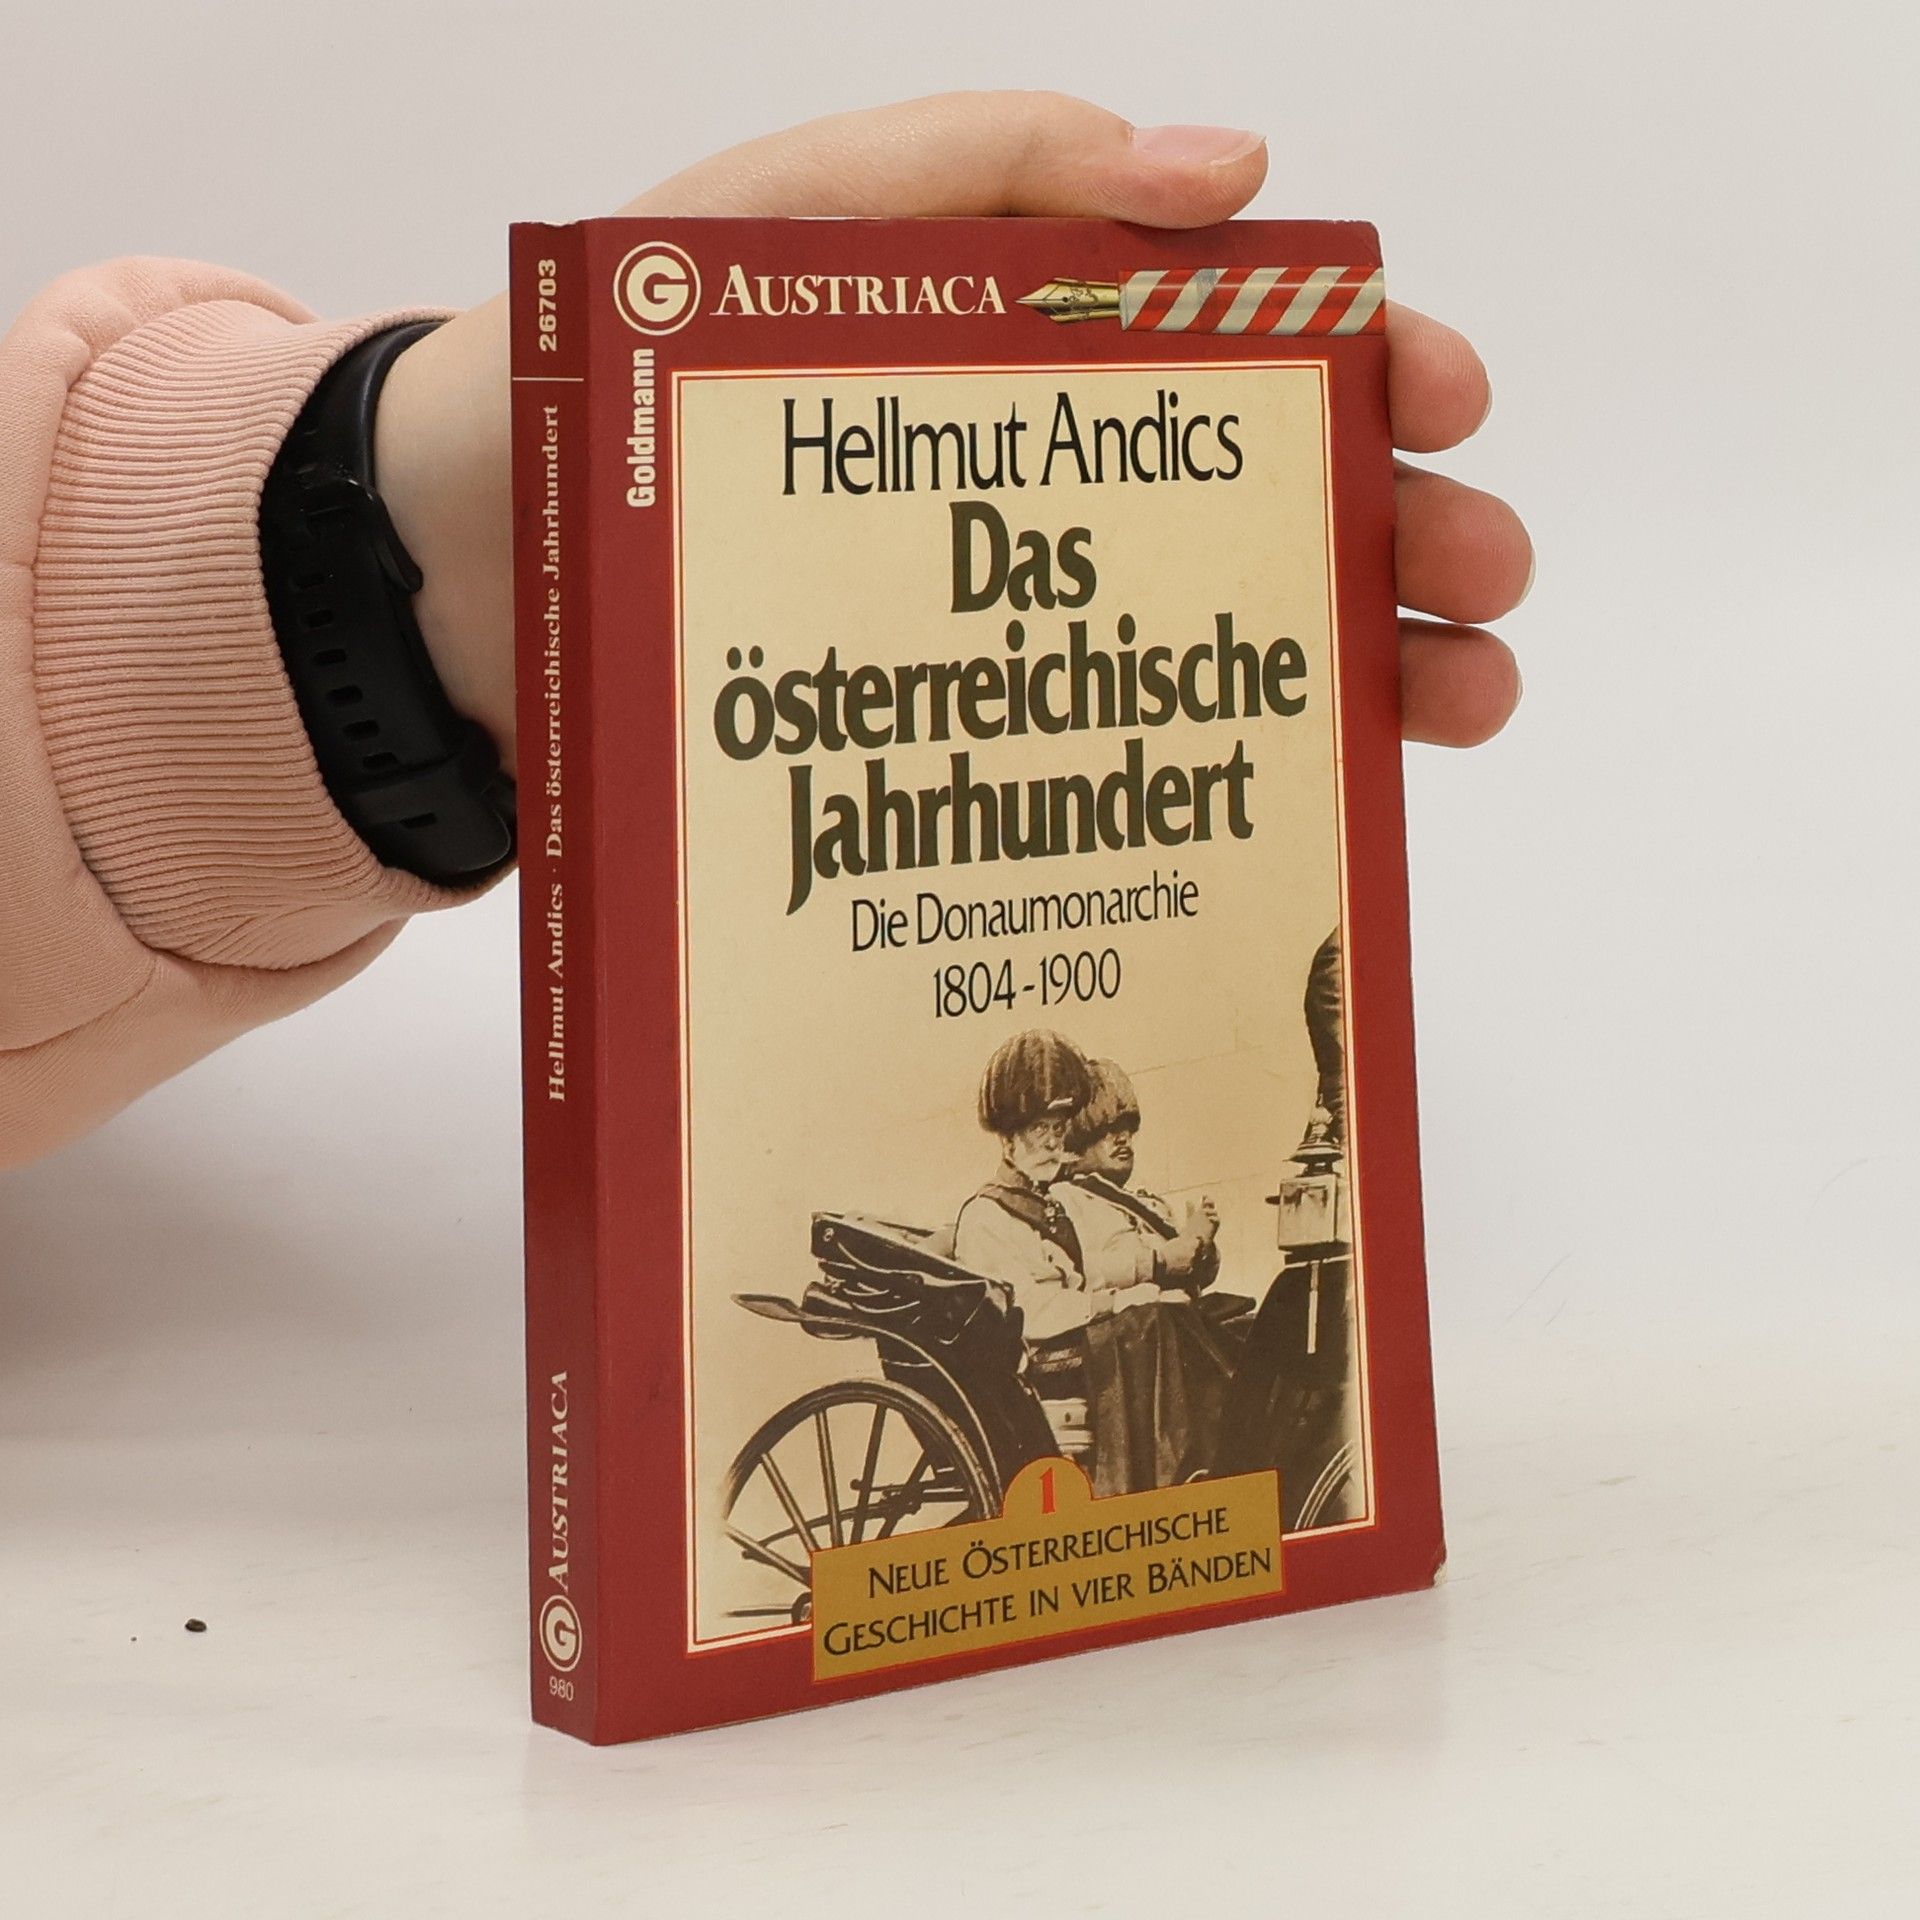 G AUSTRIACA
Goldmann
Hellmut Andics
Das
österreichische
Jahrhundert
Die Donaumonarchie
1804-1900
1
NEUE ÖSTERREICHISCHE
GESCHICHTE IN VIER BÄNDEN
26703
Hellmut Andics · Das österreichische Jahrhundert
G AUSTRIACA
980